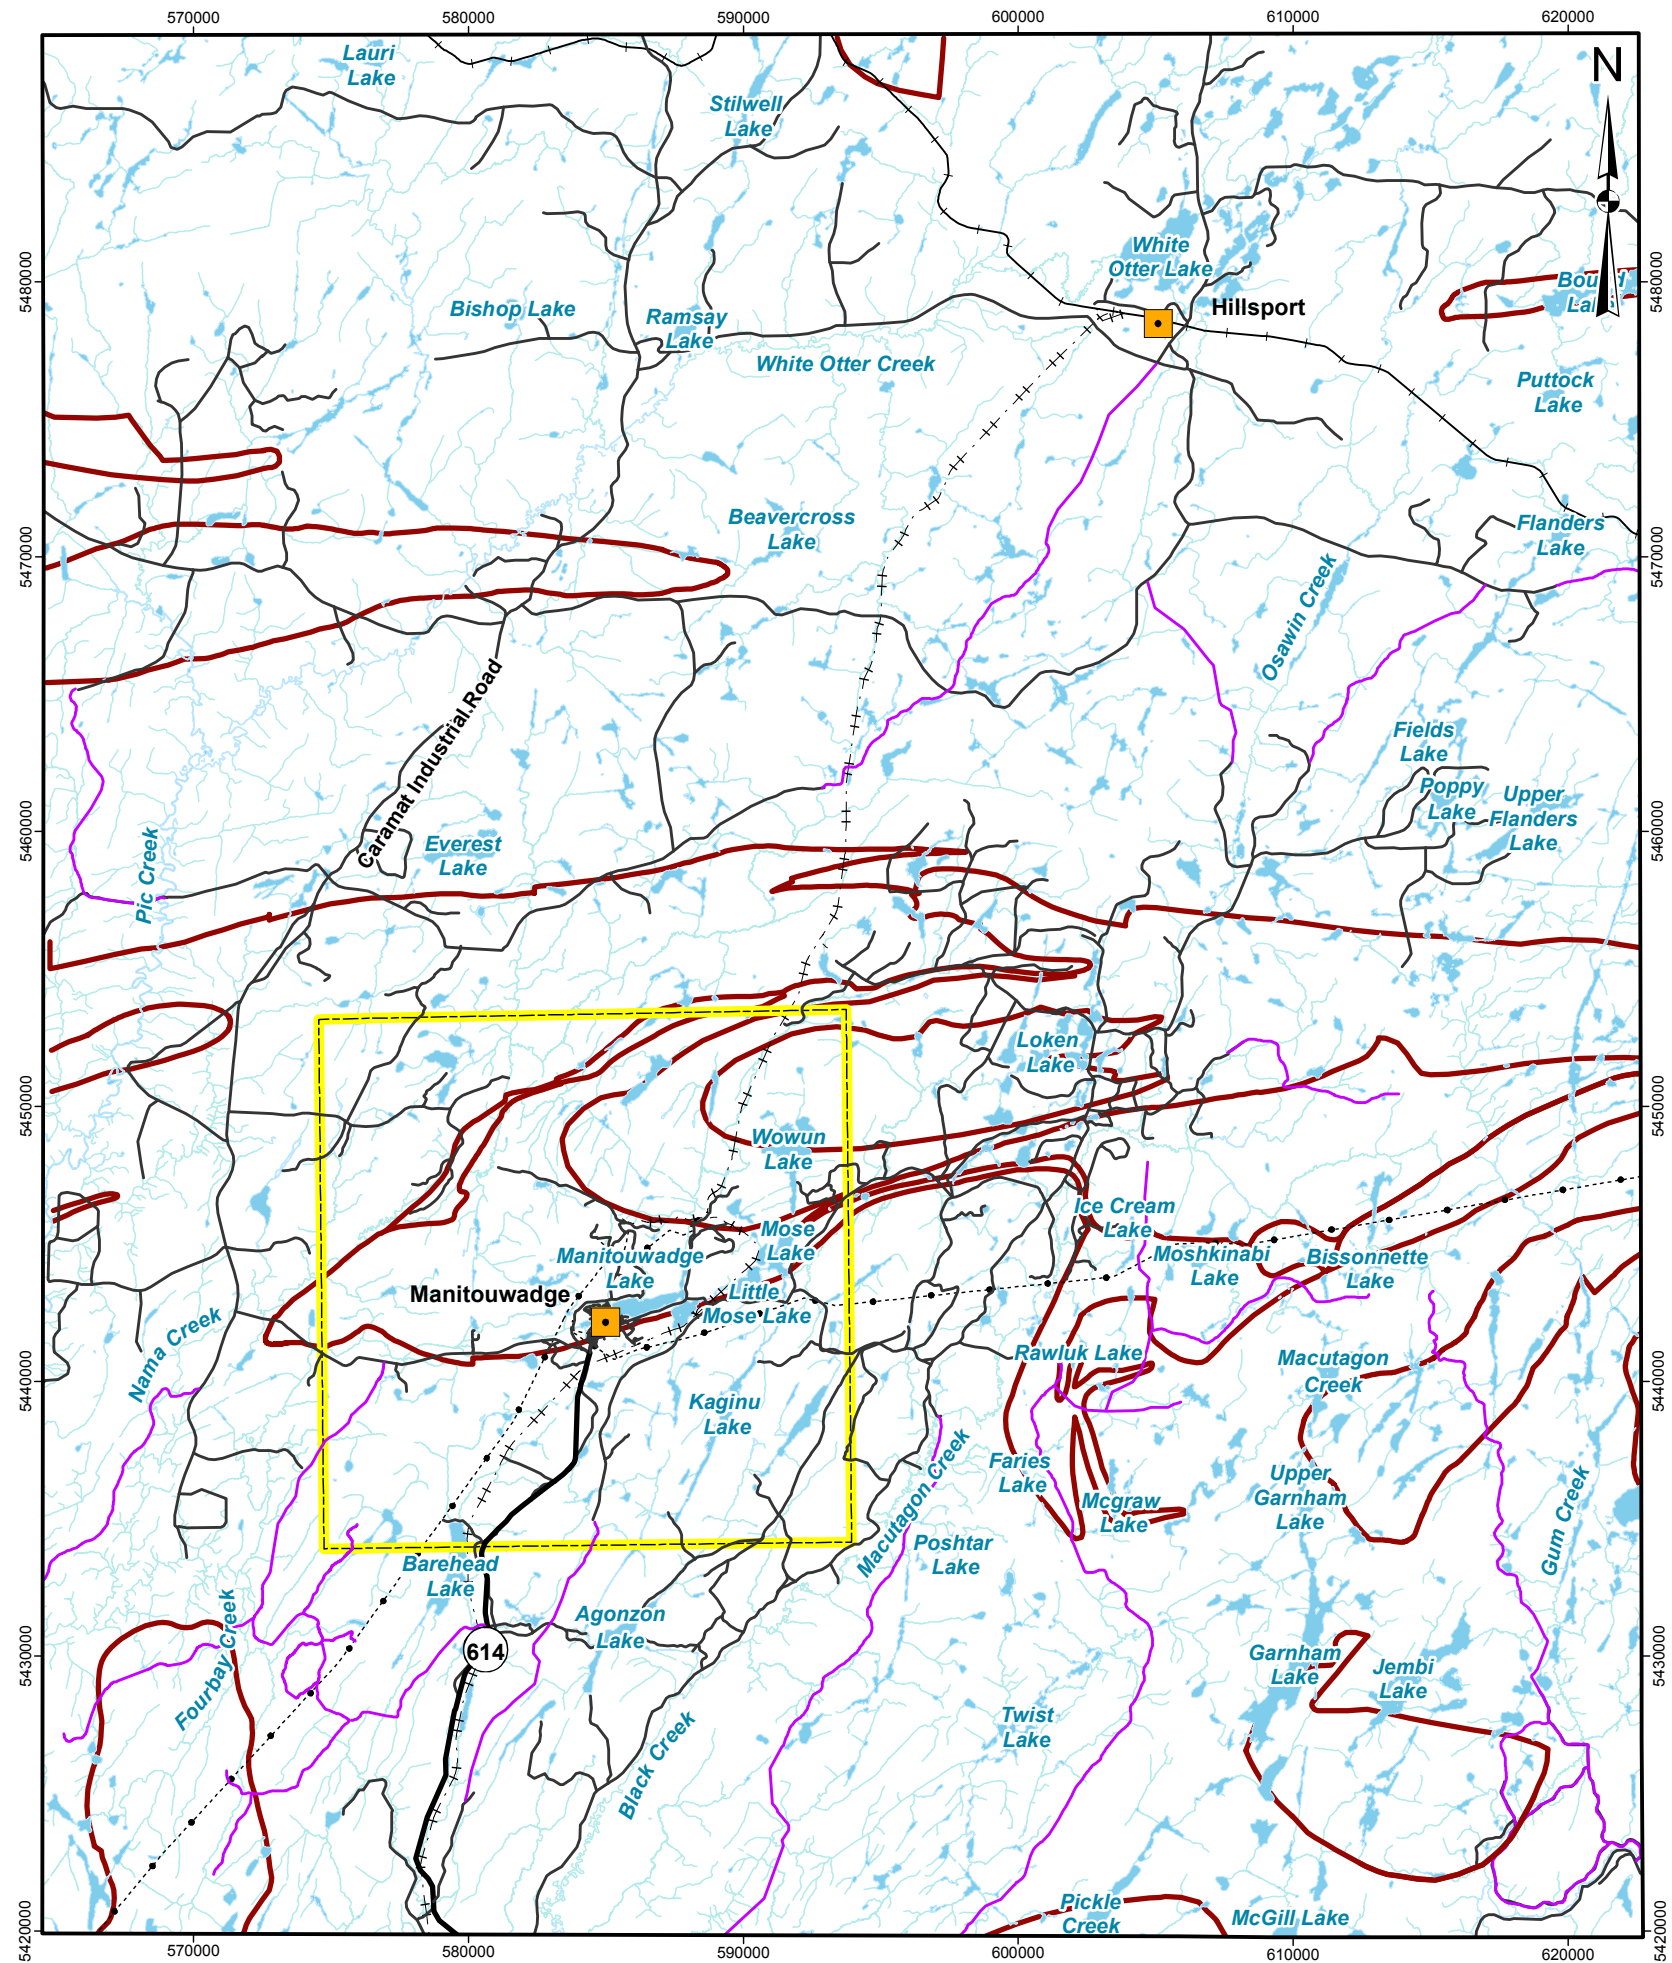 570000
580000
590000
600000
610000
620000
N
Lauri
Lake
Stilwell
Lake
White
Otter Lake
5480000
5480000
Bishop Lake
Ramsay
Lake
Hillsport
White Otter Creek
Puttock
Lake
Beavercross
Lake
Flanders
Lake
5470000
5470000
Osawin Creek
Caramat Industrial Road
Fields
Lake
Poppy
Lake
Upper
Flanders
Lake
5460000
5460000
Everest
Lake
Pic Creek
Loken
Lake
5450000
5450000
Wowun
Lake
Ice Cream
Lake
Mose
Lake
Manitouwadge
Lake
Moshkinabi
Lake
Bissonnette
Lake
Manitouwadge
Little
Mose Lake
Nama Creek
Rawluk Lake
Macutagon
Creek
5440000
5440000
Kaginu
Lake
Macutagon Creek
Faries
Lake
Mcgraw
Lake
Upper
Garnham
Lake
Gum Creek
Poshtar
Lake
Barehead
Lake
Agonzon
Lake
Fourbay Creek
614
5430000
5430000
Garnham
Lake
Jembi
Lake
Twist
Lake
Black Creek
Pickle
Creek
McGill Lake
5420000
5420000
570000
580000
590000
600000
610000
620000